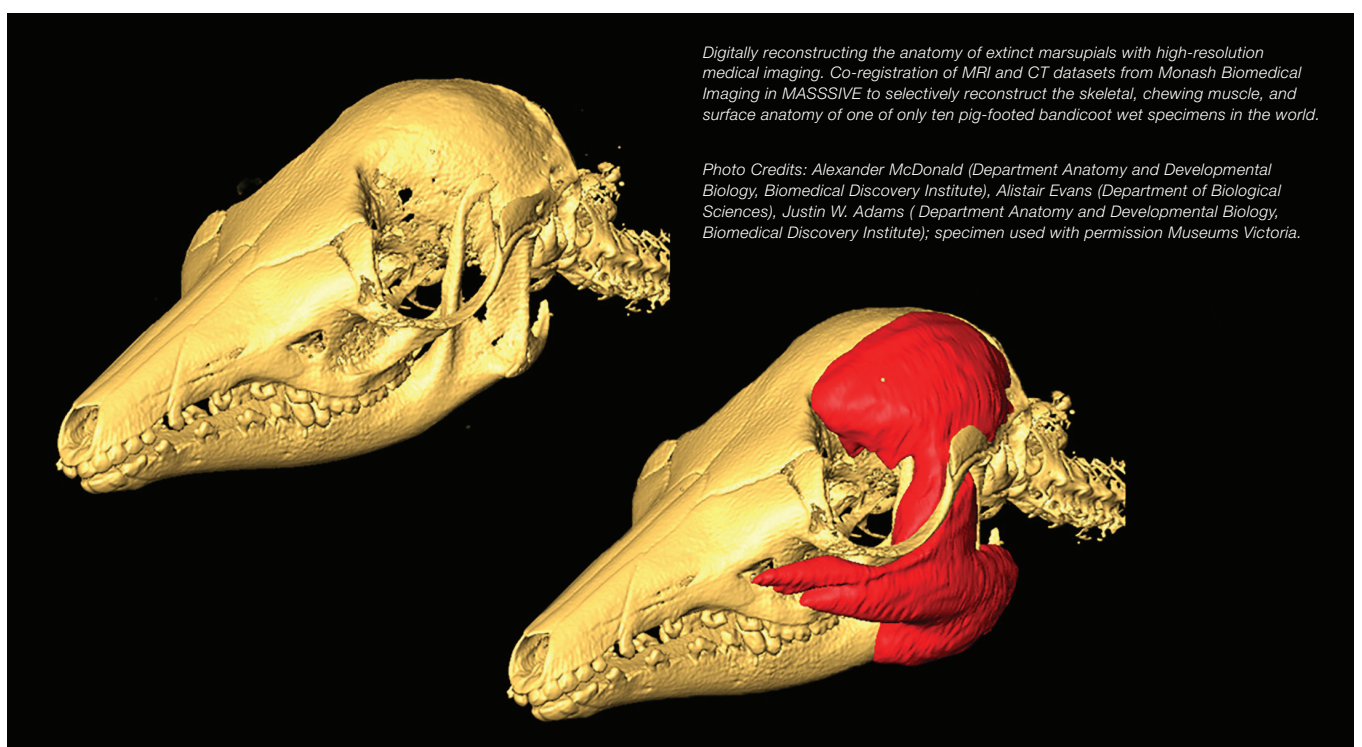 Digitally reconstructing the anatomy of extinct marsupials with high-resolution
medical imaging. Co-registration of MRI and CT datasets from Monash Biomedical
Imaging in MASSSIVE to selectively reconstruct the skeletal, chewing muscle, and
surface anatomy of one of only ten pig-footed bandicoot wet specimens in the world.
Photo Credits: Alexander McDonald (Department Anatomy and Developmental
Biology, Biomedical Discovery Institute), Alistair Evans (Department of Biological
Sciences), Justin W. Adams ( Department Anatomy and Developmental Biology,
Biomedical Discovery Institute); specimen used with permission Museums Victoria.